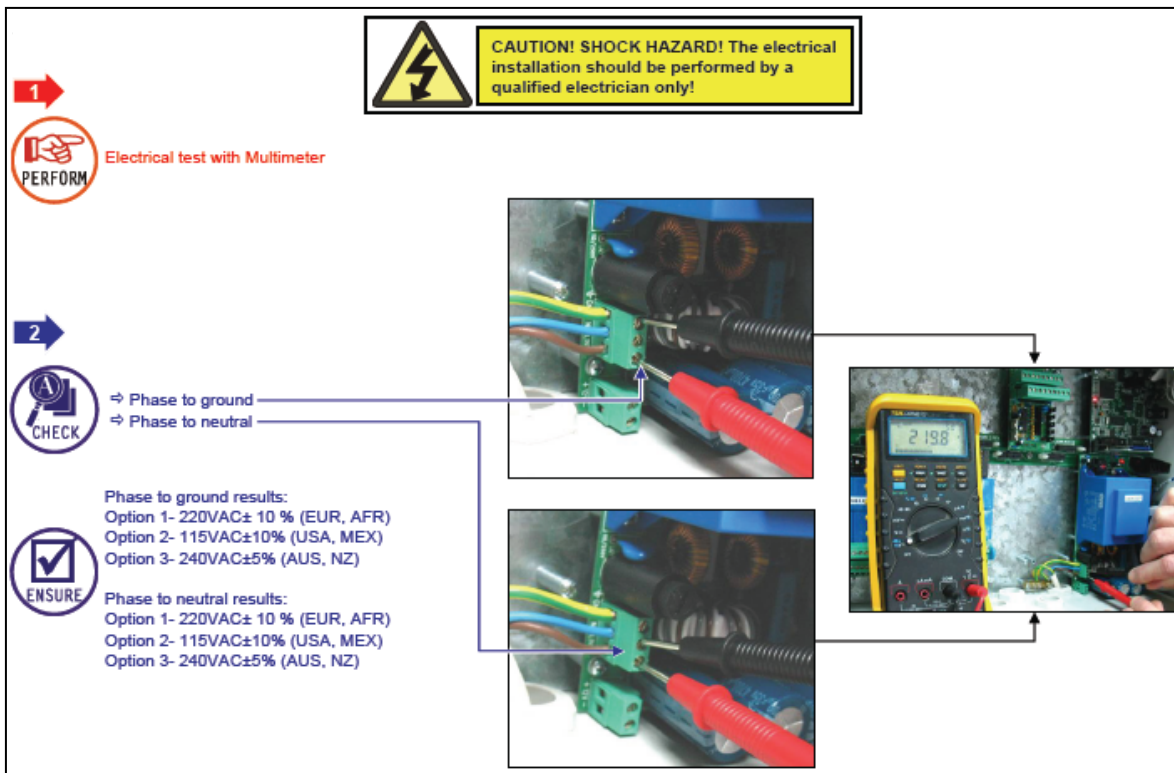 CAUTION! SHOCK HAZARD! The electrical
installation should be performed by a
qualified electrician only!
1
PERFORM
Electrical test with Multimeter
2
A
CHECK
⇨ Phase to ground
⇨ Phase to neutral
ENSURE
Phase to ground results:
Option 1- 220VAC± 10 % (EUR, AFR)
Option 2- 115VAC±10% (USA, MEX)
Option 3- 240VAC±5% (AUS, NZ)
Phase to neutral results:
Option 1- 220VAC± 10 % (EUR, AFR)
Option 2- 115VAC±10% (USA, MEX)
Option 3- 240VAC±5% (AUS, NZ)
219.8